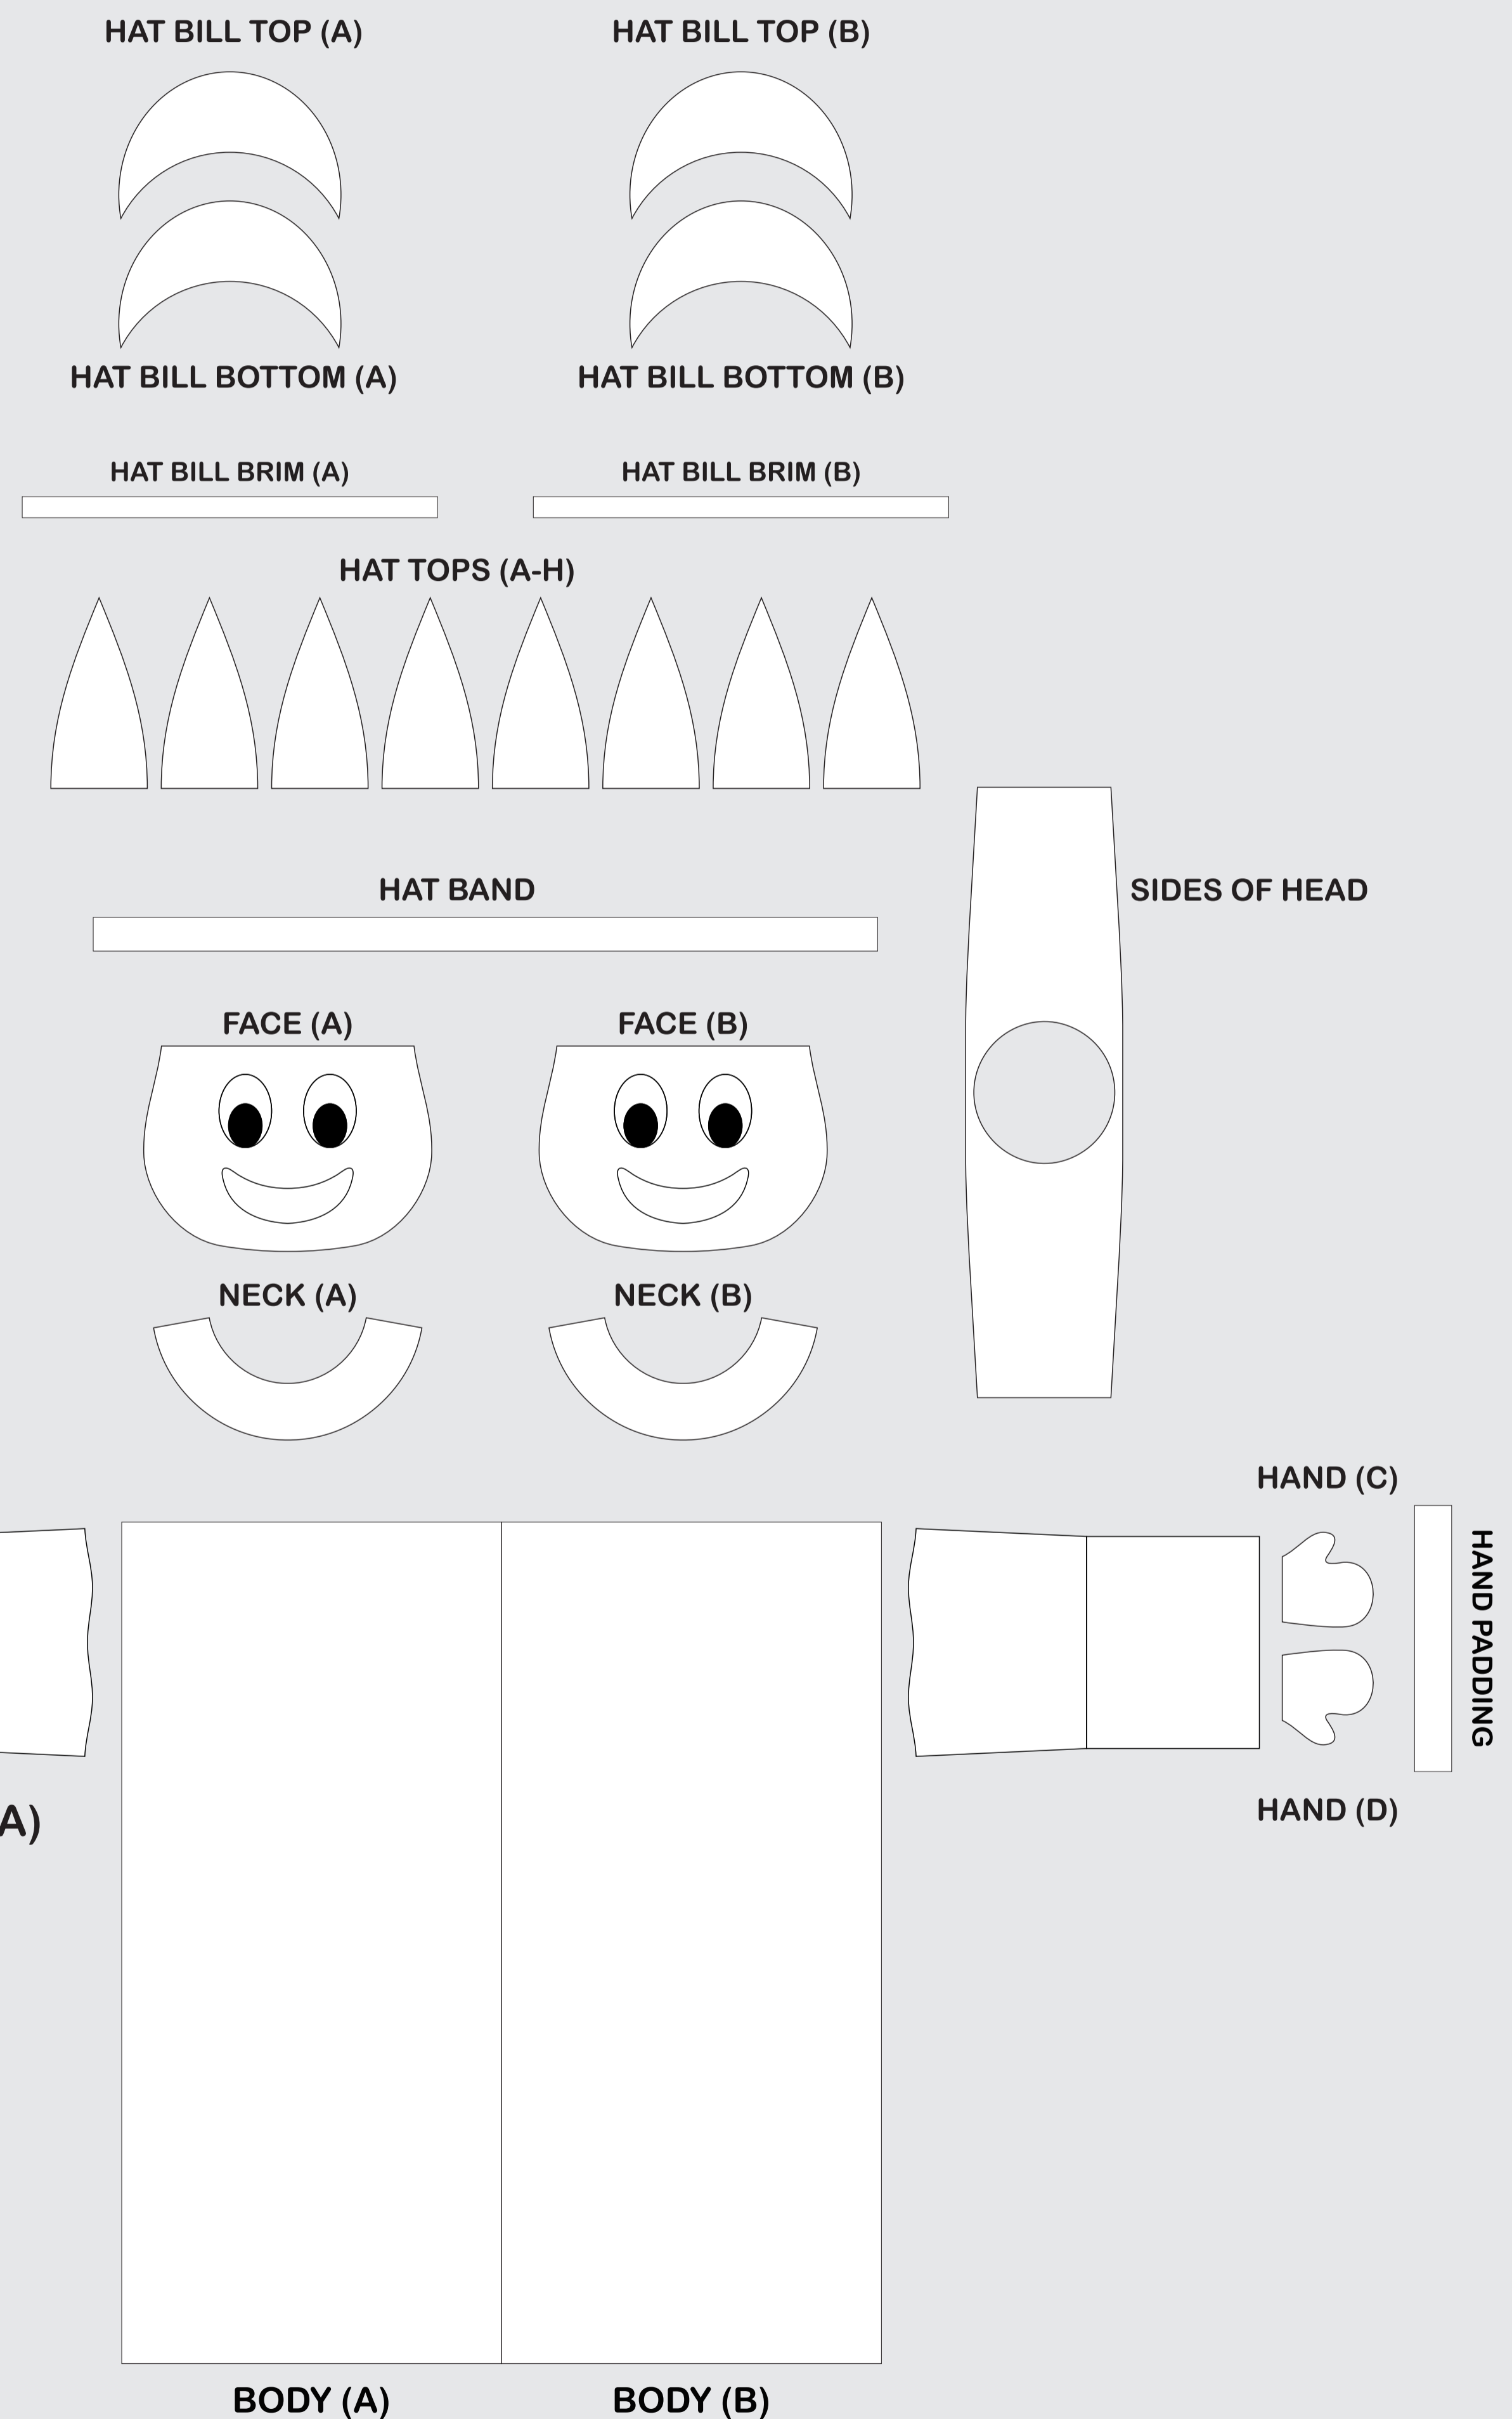 HAT BILL TOP (A)
HAT BILL TOP (B)
HAT BILL BOTTOM (A)
HAT BILL BOTTOM (B)
HAT BILL BRIM (A)
HAT BILL BRIM (B)
HAT TOPS (A-H)
HAT BAND
SIDES OF HEAD
FACE (A)
FACE (B)
NECK (A)
NECK (B)
HAND (C)
HAND PADDING
HAND (D)
A)
BODY (A)
BODY (B)